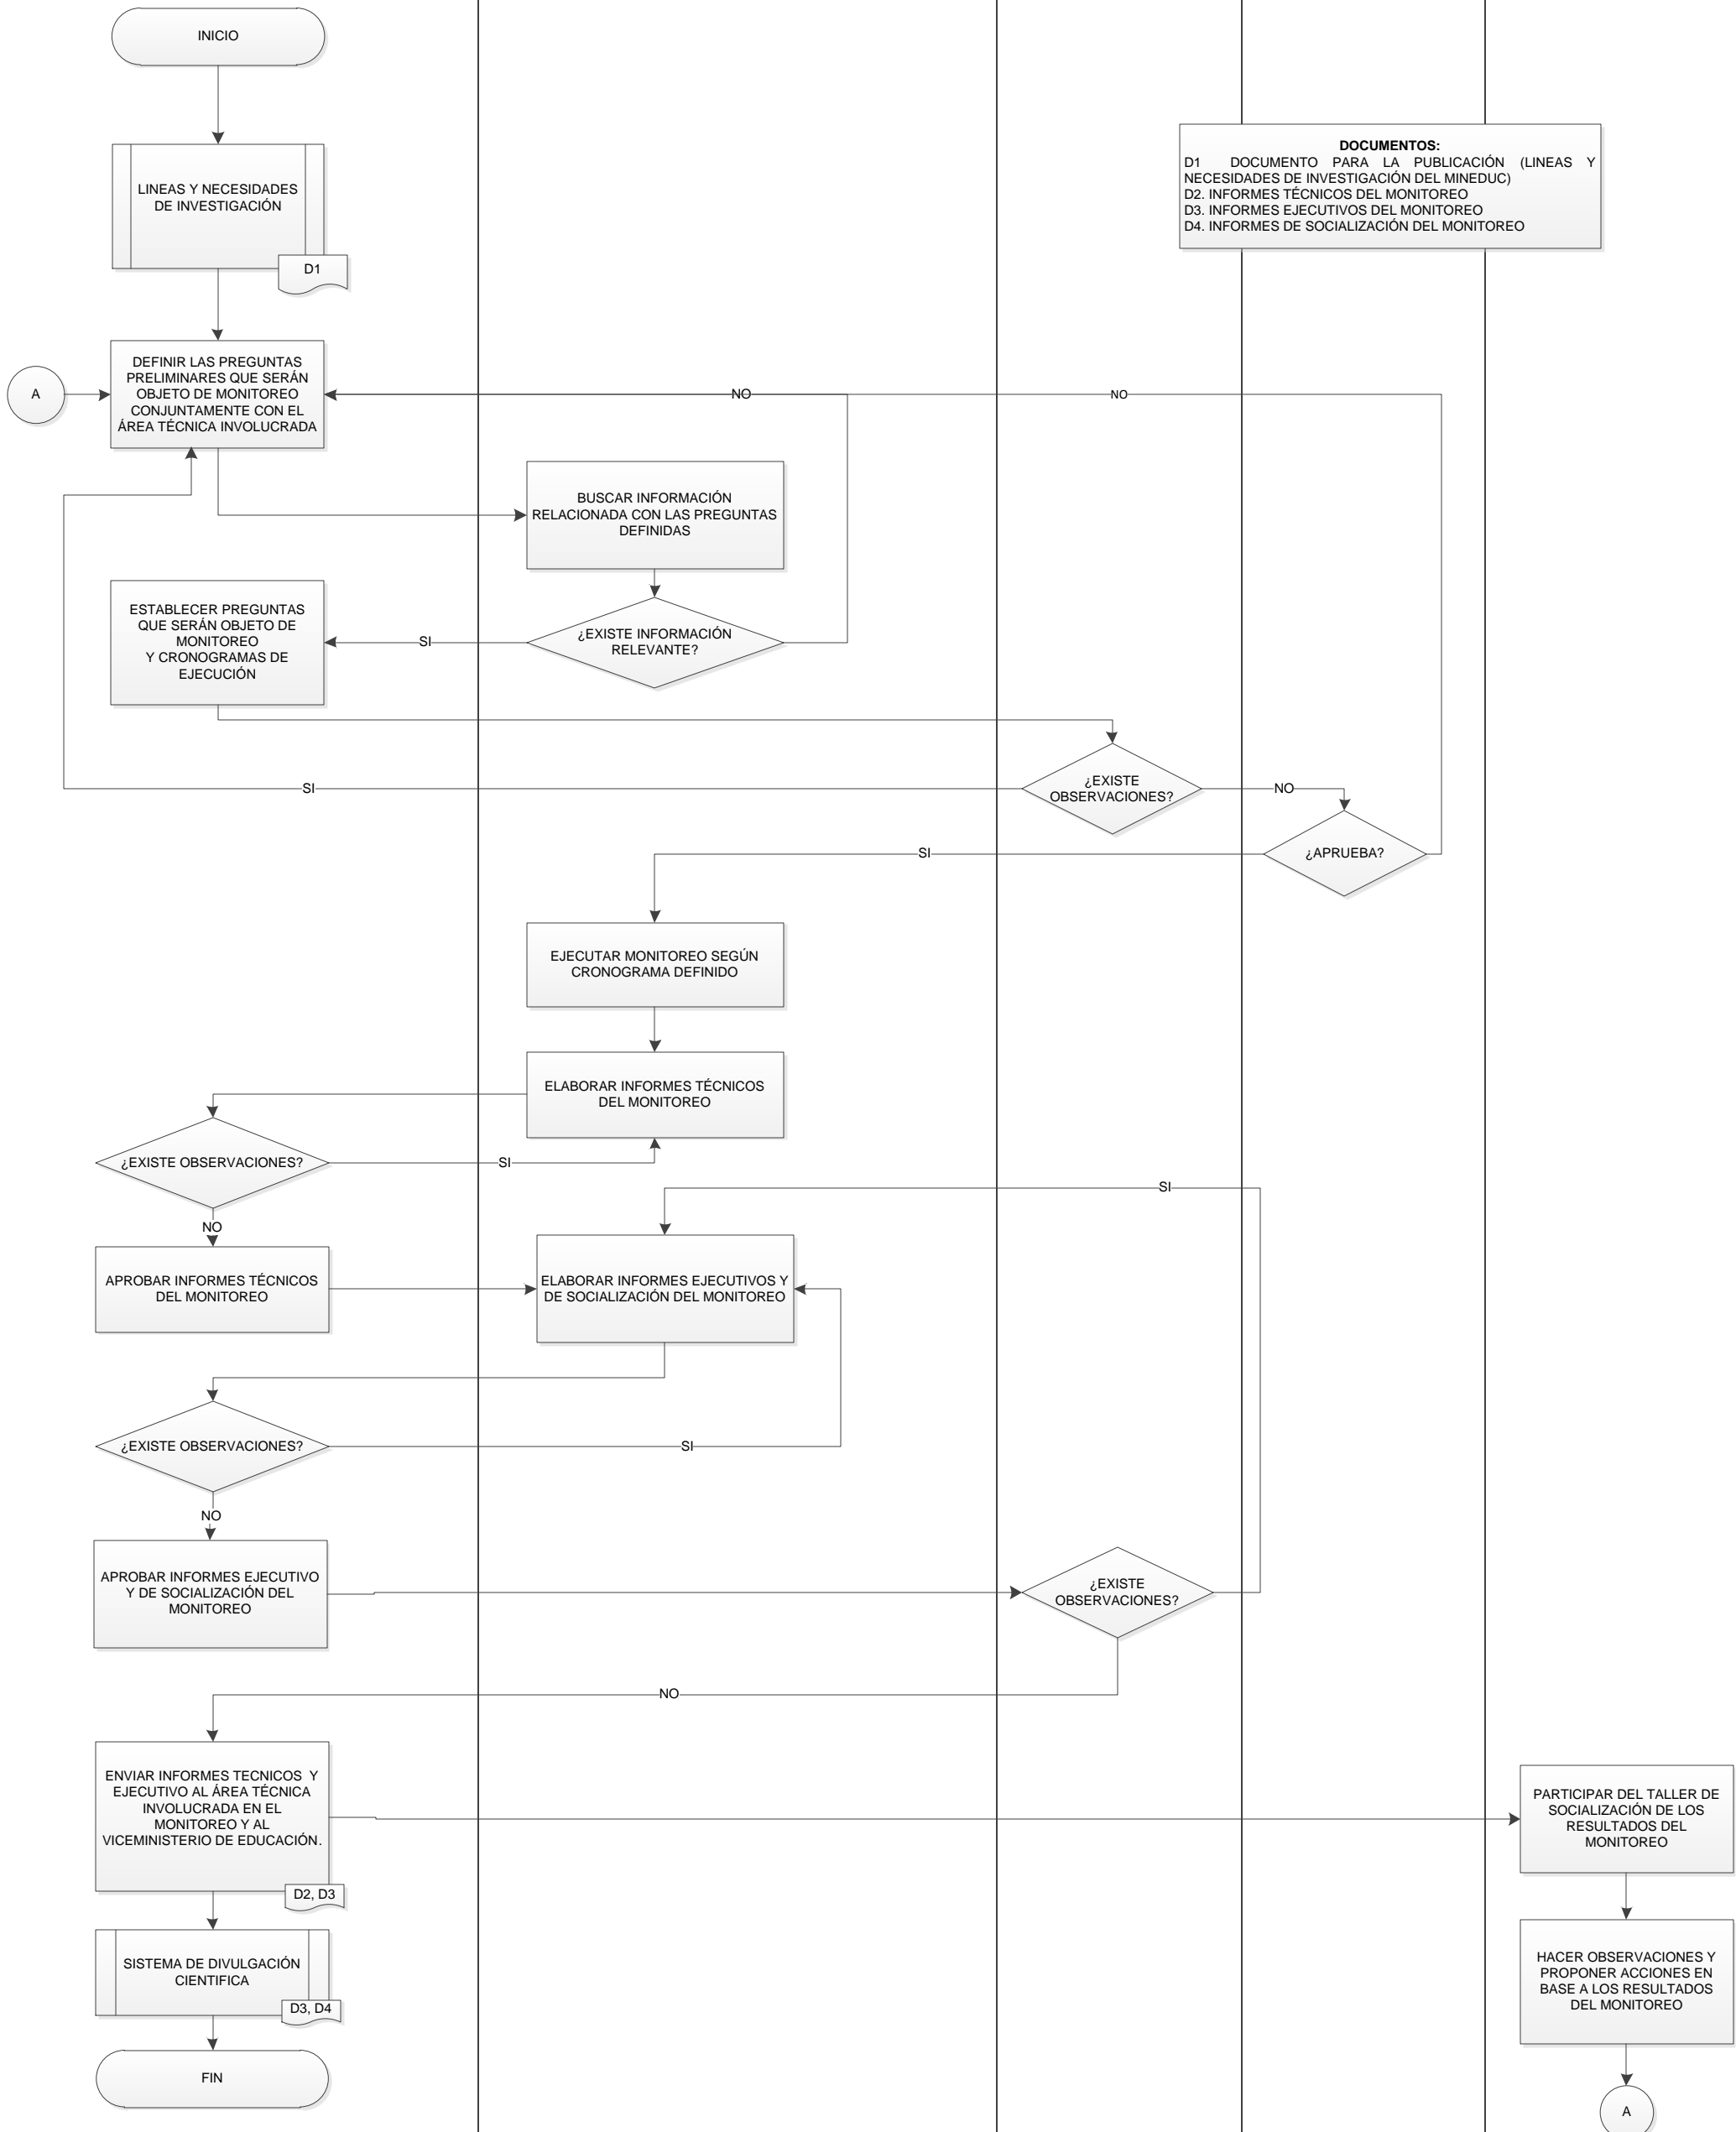 INICIO
DOCUMENTOS:
D1 DOCUMENTO PARA LA PUBLICACIÓN (LINEAS Y
NECESIDADES DE INVESTIGACIÓN DEL MINEDUC)
D2. INFORMES TÉCNICOS DEL MONITOREO
D3. INFORMES EJECUTIVOS DEL MONITOREO
D4. INFORMES DE SOCIALIZACIÓN DEL MONITOREO
LINEAS Y NECESIDADES
DE INVESTIGACIÓN
D1
A
DEFINIR LAS PREGUNTAS
PRELIMINARES QUE SERÁN
OBJETO DE MONITOREO
CONJUNTAMENTE CON EL
ÁREA TÉCNICA INVOLUCRADA
NO
NO
BUSCAR INFORMACIÓN
RELACIONADA CON LAS PREGUNTAS
DEFINIDAS
ESTABLECER PREGUNTAS
QUE SERÁN OBJETO DE
MONITOREO
Y CRONOGRAMAS DE
EJECUCIÓN
SI
¿EXISTE INFORMACIÓN
RELEVANTE?
SI
¿EXISTE
OBSERVACIONES?
NO
SI
¿APRUEBA?
EJECUTAR MONITOREO SEGÚN
CRONOGRAMA DEFINIDO
ELABORAR INFORMES TÉCNICOS
DEL MONITOREO
¿EXISTE OBSERVACIONES?
SI
SI
NO
APROBAR INFORMES TÉCNICOS
DEL MONITOREO
ELABORAR INFORMES EJECUTIVOS Y
DE SOCIALIZACIÓN DEL MONITOREO
¿EXISTE OBSERVACIONES?
SI
NO
APROBAR INFORMES EJECUTIVO
Y DE SOCIALIZACIÓN DEL
MONITOREO
¿EXISTE
OBSERVACIONES?
NO
ENVIAR INFORMES TECNICOS Y
EJECUTIVO AL ÁREA TÉCNICA
INVOLUCRADA EN EL
MONITOREO Y AL
VICEMINISTERIO DE EDUCACIÓN.
D2, D3
PARTICIPAR DEL TALLER DE
SOCIALIZACIÓN DE LOS
RESULTADOS DEL
MONITOREO
SISTEMA DE DIVULGACIÓN
CIENTIFICA
D3, D4
HACER OBSERVACIONES Y
PROPONER ACCIONES EN
BASE A LOS RESULTADOS
DEL MONITOREO
FIN
A